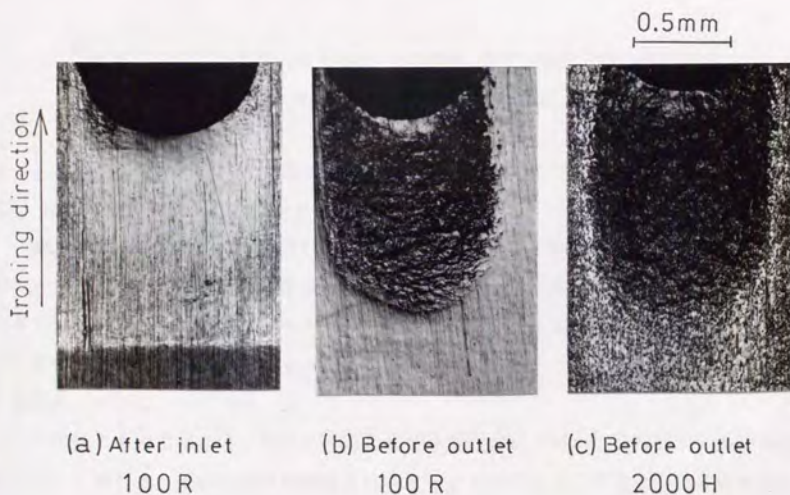 0.5mm
Ironing direction
(a) After inlet
100R
(b) Before outlet
100R
(c) Before outlet
2000H